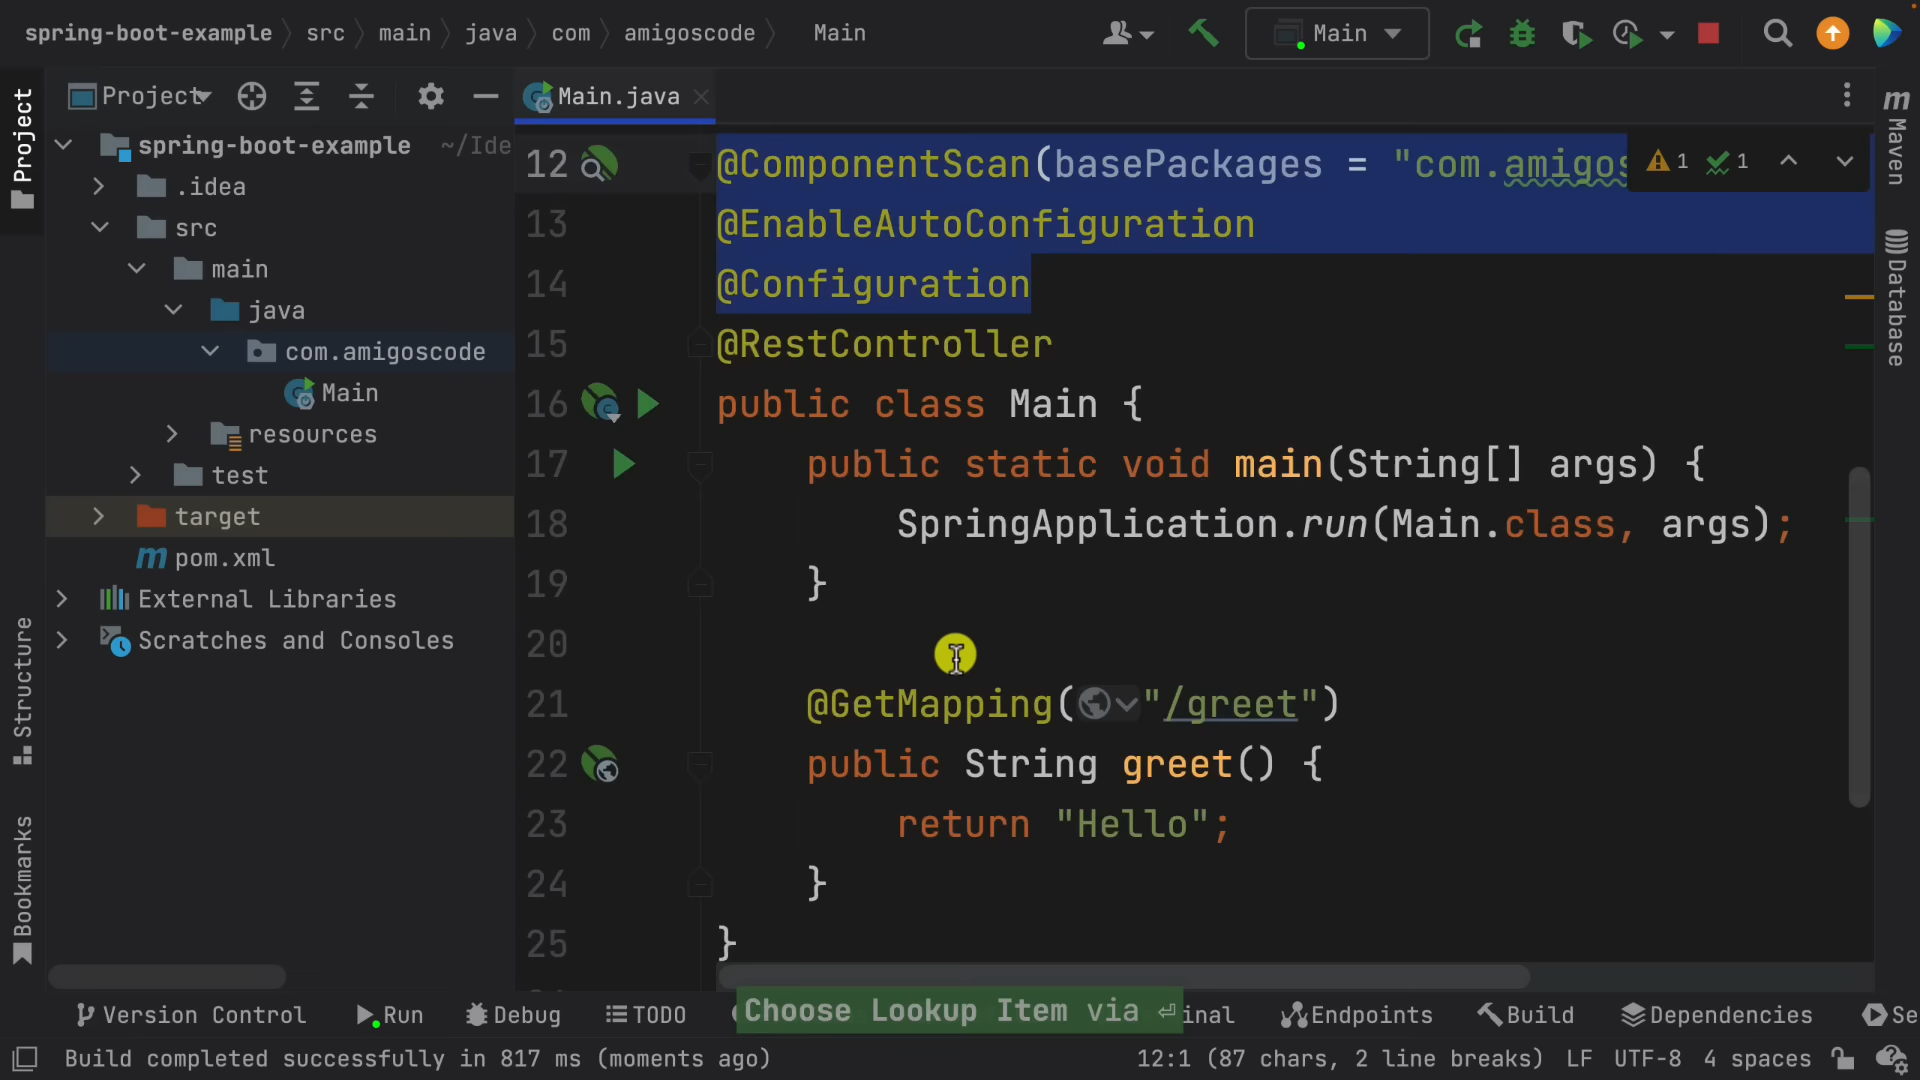 spring-boot-example src main java com amigoscode Main
Main
Project
Main.java
Project
spring-boot-example ~/Ide
.idea
src
main
java
com.amigoscode
Main
resources
test
target
pom.xml
External Libraries
Scratches and Consoles
Structure
Bookmarks
12 @ComponentScan(basePackages = "com.amigos
1 1
13 @EnableAutoConfiguration
14 @Configuration
15 @RestController
16 public class Main {
17 public static void main(String[] args) {
18 SpringApplication.run(Main.class, args);
19 }
20
21 @GetMapping("/greet")
22 public String greet() {
23 return "Hello";
24 }
25 }
m Maven
Database
Version Control Run Debug TODO inal Endpoints Build Dependencies Se
Choose Lookup Item via ⏎
Build completed successfully in 817 ms (moments ago) 12:1 (87 chars, 2 line breaks) LF UTF-8 4 spaces